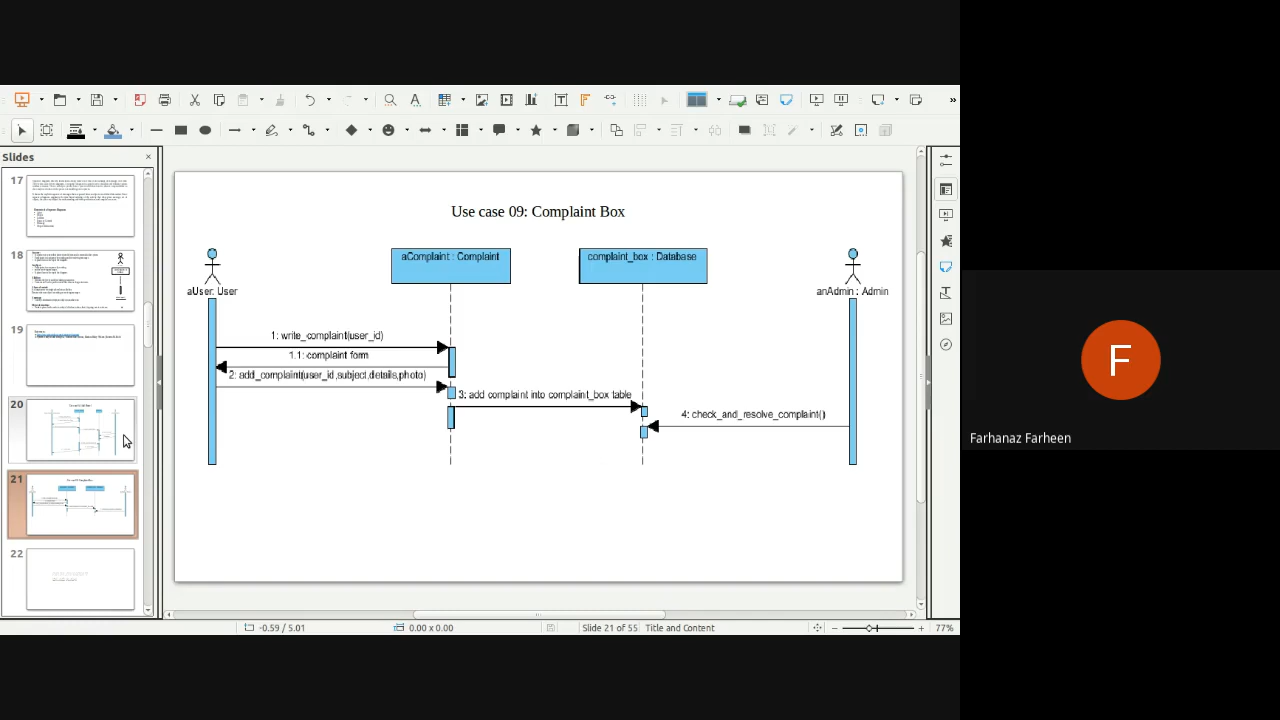 Slides
17
18
19
20
21
22
Use case 09: Complaint Box
aComplaint : Complaint
complaint_box : Database
aUser: User
anAdmin : Admin
1: write_complaint(user_id)
1.1: complaint form
2: add_complaint(user_id,subject,details,photo)
3: add complaint into complaint_box table
4: check_and_resolve_complaint()
-0.59 / 5.01
0.00 x 0.00
Slide 21 of 55
Title and Content
77%
F
Farhanaz Farheen